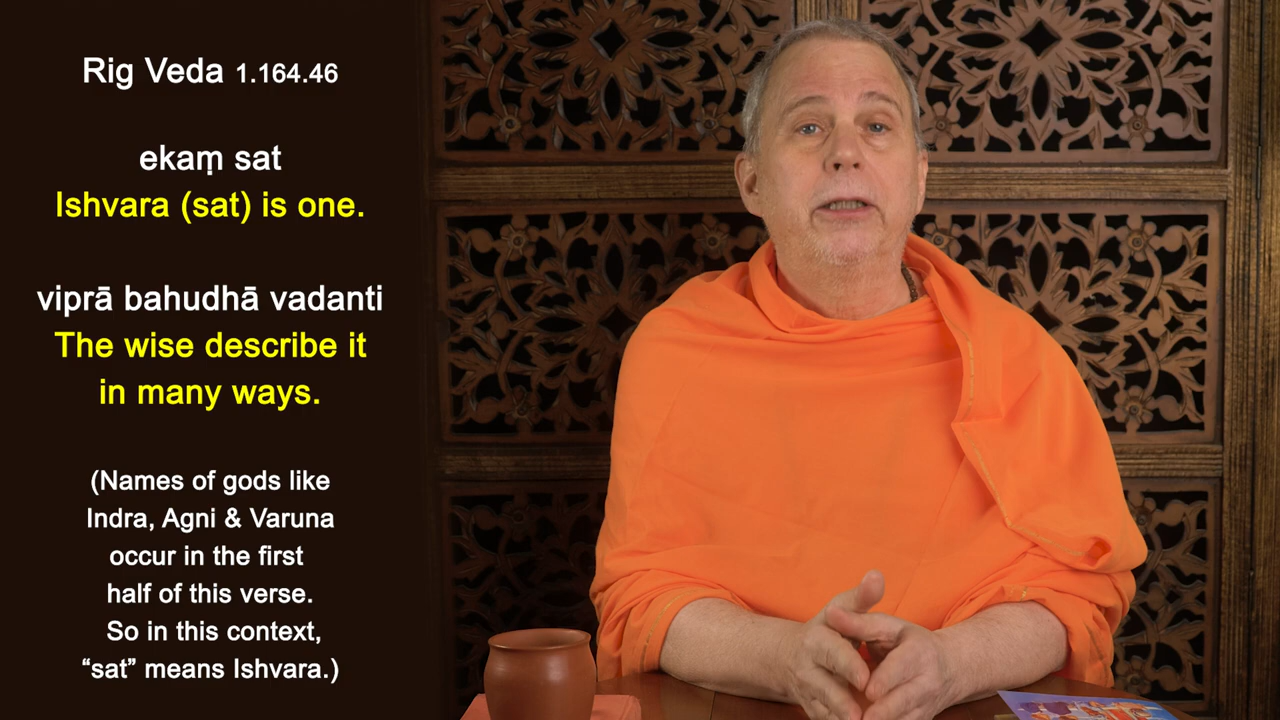 Rig Veda 1.164.46
ekaṃ sat
Ishvara (sat) is one.
viprā bahudhā vadanti
The wise describe it
in many ways.
(Names of gods like
Indra, Agni & Varuna
occur in the first
half of this verse.
So in this context,
“sat” means Ishvara.)